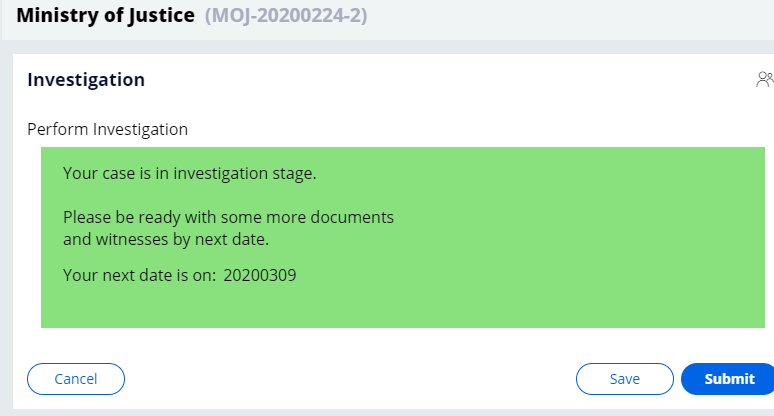 Ministry of Justice (MOJ-20200224-2)
Investigation
Perform Investigation
Your case is in investigation stage.
Please be ready with some more documents
and witnesses by next date.
Your next date is on: 20200309
Cancel
Save
Submit